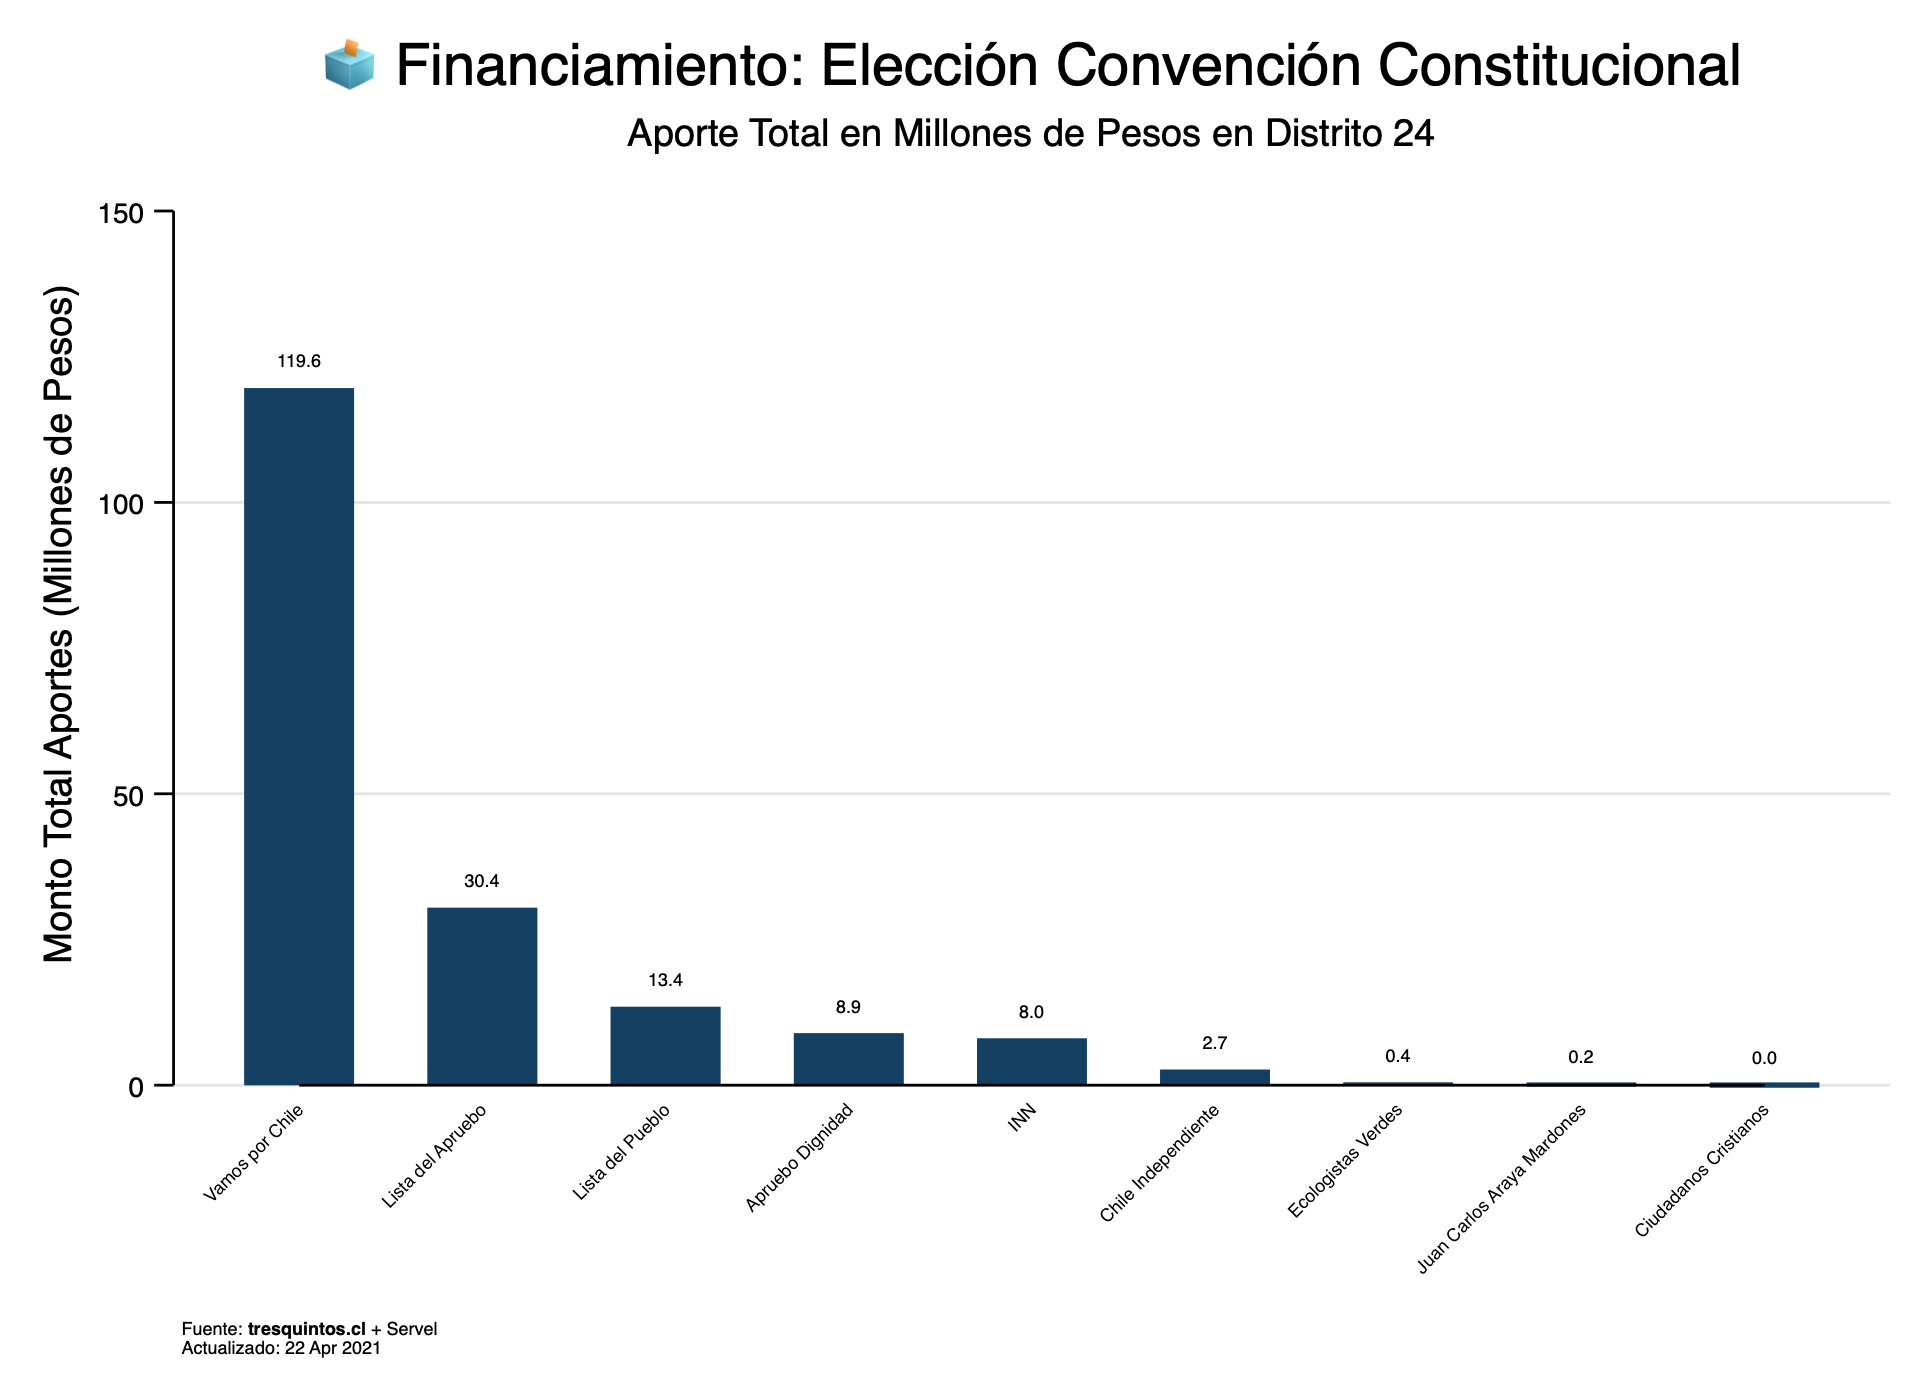 Financiamiento: Elección Convención Constitucional
Aporte Total en Millones de Pesos en Distrito 24
Monto Total Aportes (Millones de Pesos)
150
100
50
0
119.6
30.4
13.4
8.9
8.0
2.7
0.4
0.2
0.0
Vamos por Chile
Lista del Apruebo
Lista del Pueblo
Apruebo Dignidad
INN
Chile Independiente
Ecologistas Verdes
Juan Carlos Araya Mardones
Ciudadanos Cristianos
Fuente: tresquintos.cl + Servel
Actualizado: 22 Apr 2021